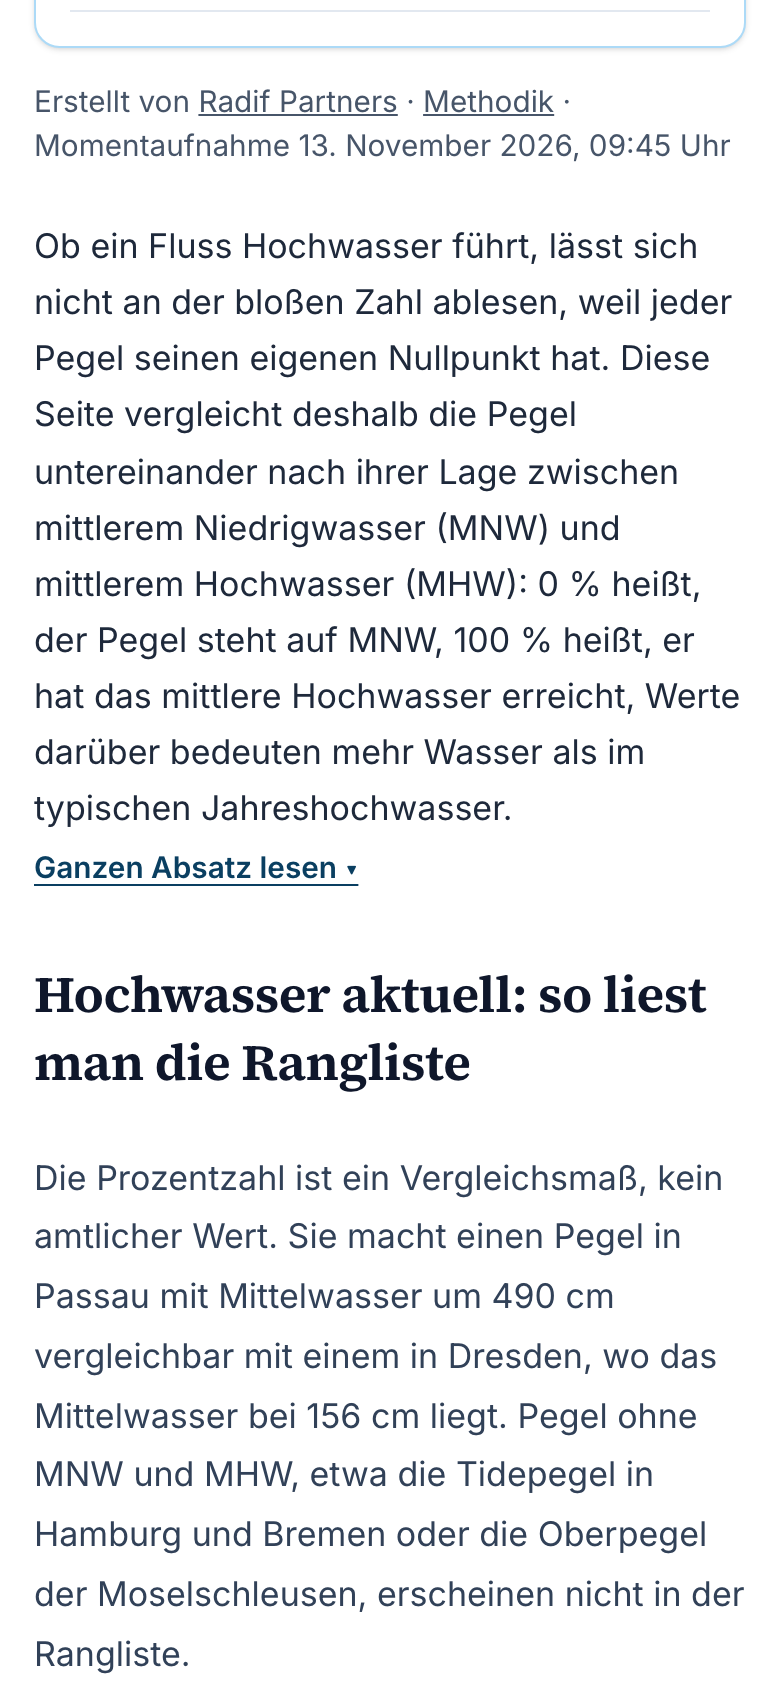 Erstellt von Radif Partners · Methodik ·
Momentaufnahme 13. November 2026, 09:45 Uhr
Ob ein Fluss Hochwasser führt, lässt sich
nicht an der bloßen Zahl ablesen, weil jeder
Pegel seinen eigenen Nullpunkt hat. Diese
Seite vergleicht deshalb die Pegel
untereinander nach ihrer Lage zwischen
mittlerem Niedrigwasser (MNW) und
mittlerem Hochwasser (MHW): 0 % heißt,
der Pegel steht auf MNW, 100 % heißt, er
hat das mittlere Hochwasser erreicht, Werte
darüber bedeuten mehr Wasser als im
typischen Jahreshochwasser.
Ganzen Absatz lesen ▾
Hochwasser aktuell: so liest
man die Rangliste
Die Prozentzahl ist ein Vergleichsmaß, kein
amtlicher Wert. Sie macht einen Pegel in
Passau mit Mittelwasser um 490 cm
vergleichbar mit einem in Dresden, wo das
Mittelwasser bei 156 cm liegt. Pegel ohne
MNW und MHW, etwa die Tidepegel in
Hamburg und Bremen oder die Oberpegel
der Moselschleusen, erscheinen nicht in der
Rangliste.